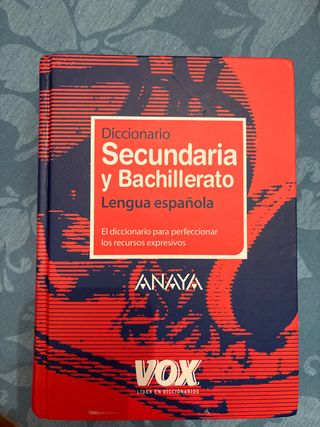 Diccionario
Secundaria
y Bachillerato
Lengua española
El diccionario para perfeccionar
los recursos expresivos
ANAYA
VOX
LÍDER EN DICCIONARIOS